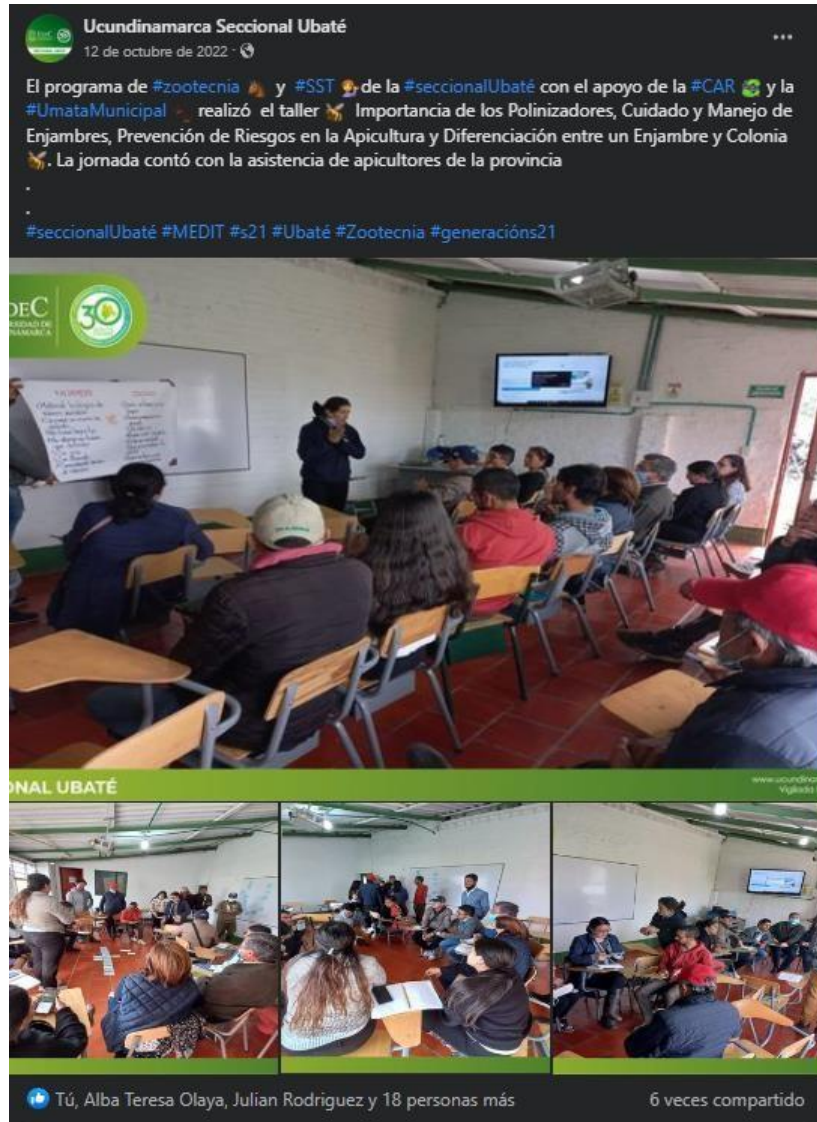 Ucundinamarca Seccional Ubaté
12 de octubre de 2022 ·
El programa de #zootecnia y #SST de la #seccionalUbaté con el apoyo de la #CAR y la
#UmataMunicipal realizó el taller Importancia de los Polinizadores, Cuidado y Manejo de
Enjambres, Prevención de Riesgos en la Apicultura y Diferenciación entre un Enjambre y Colonia
. La jornada contó con la asistencia de apicultores de la provincia
.
.
#seccionalUbaté #MEDIT #s21 #Ubaté #Zootecnia #generacións21
DEC
30
ONAL UBATÉ
Tú, Alba Teresa Olaya, Julian Rodriguez y 18 personas más
6 veces compartido